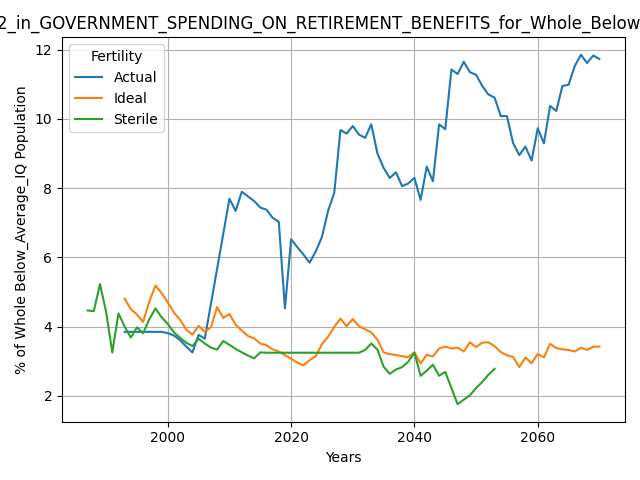 2_in_GOVERNMENT_SPENDING_ON_RETIREMENT_BENEFITS_for_Whole_Below
% of Whole Below_Average_IQ Population
12
10
8
6
4
2
Fertility
Actual
Ideal
Sterile
2000
2020
2040
2060
Years